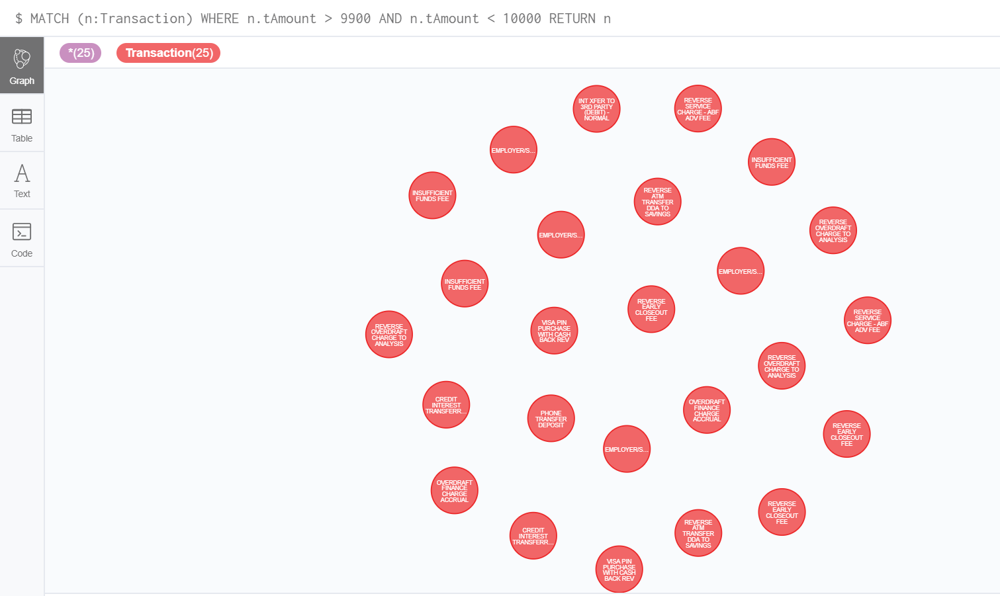 $ MATCH (n:Transaction) WHERE n.tAmount > 9900 AND n.tAmount < 10000 RETURN n
*(25)
Transaction(25)
Graph
Table
Text
Code
INT XFER TO
3RD PARTY
(DEBIT) -
NORMAL
REVERSE
SERVICE
CHARGE - ABF
ADV FEE
EMPLOYER/S...
INSUFFICIENT
FUNDS FEE
INSUFFICIENT
FUNDS FEE
REVERSE
ATM
TRANSFER
DDA TO
SAVINGS
REVERSE
OVERDRAFT
CHARGE TO
ANALYSIS
EMPLOYER/S...
EMPLOYER/S...
INSUFFICIENT
FUNDS FEE
REVERSE
EARLY
CLOSEOUT
FEE
REVERSE
SERVICE
CHARGE - ABF
ADV FEE
REVERSE
OVERDRAFT
CHARGE TO
ANALYSIS
VISA PIN
PURCHASE
WITH CASH
BACK REV
REVERSE
OVERDRAFT
CHARGE TO
ANALYSIS
CREDIT
INTEREST
TRANSFERR...
PHONE
TRANSFER
DEPOSIT
OVERDRAFT
FINANCE
CHARGE
ACCRUAL
REVERSE
EARLY
CLOSEOUT
FEE
EMPLOYER/S...
OVERDRAFT
FINANCE
CHARGE
ACCRUAL
REVERSE
EARLY
CLOSEOUT
FEE
CREDIT
INTEREST
TRANSFERR...
REVERSE
ATM
TRANSFER
DDA TO
SAVINGS
VISA PIN
PURCHASE
WITH CASH
BACK REV